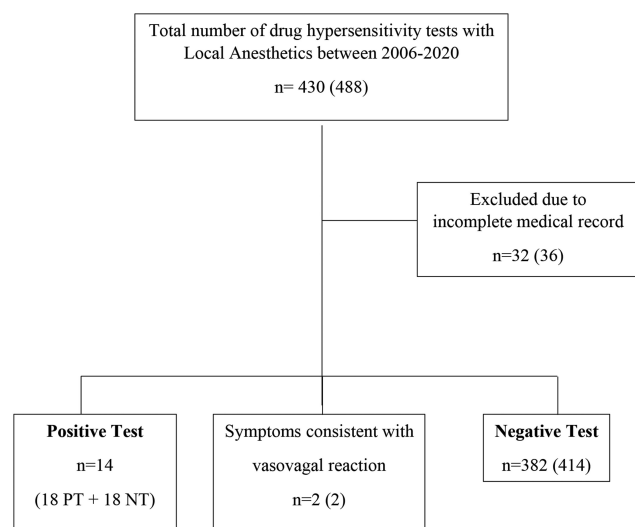 Total number of drug hypersensitivity tests with
Local Anesthetics between 2006-2020
n= 430 (488)
Excluded due to
incomplete medical record
n=32 (36)
Positive Test
n=14
(18 PT + 18 NT)
Symptoms consistent with
vasovagal reaction
n=2 (2)
Negative Test
n=382 (414)